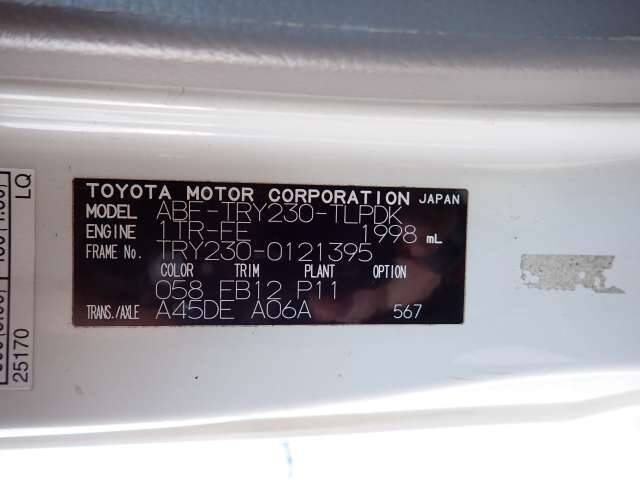 TOYOTA MOTOR CORPORATION JAPAN
MODEL ABF-TRY230-TLPDK
ENGINE 1TR-FE 1998 mL
FRAME No. TRY230-0121395
COLOR TRIM PLANT OPTION
058 FB12 P11
TRANS./AXLE A45DE A06A 567
LQ
25170